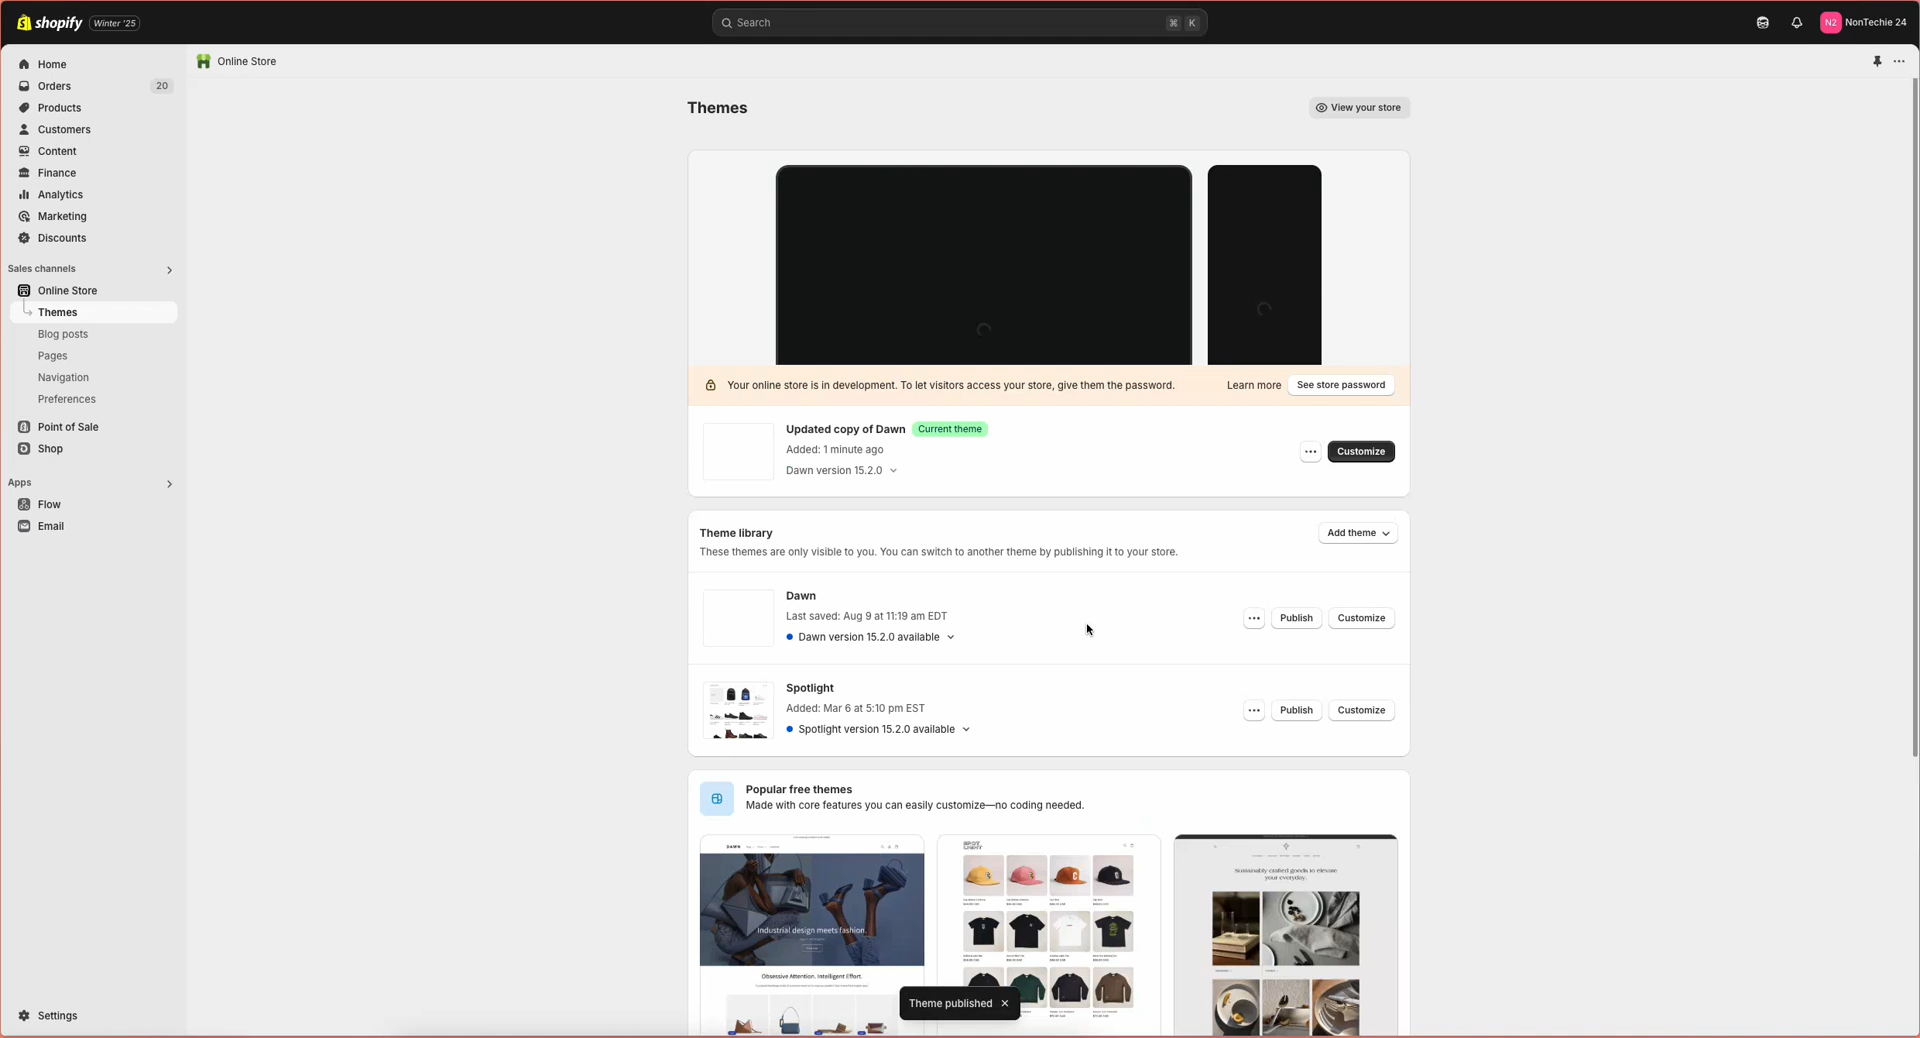 shopify Winter '25
Search ⌘ K
N2 NonTechie 24
Home
Orders 20
Products
Customers
Content
Finance
Analytics
Marketing
Discounts
Sales channels
Online Store
Themes
Blog posts
Pages
Navigation
Preferences
Point of Sale
Shop
Apps
Flow
Email
Settings
Online Store
Themes
View your store
Your online store is in development. To let visitors access your store, give them the password.
Learn more
See store password
Updated copy of Dawn Current theme
Added: 1 minute ago
Dawn version 15.2.0
Customize
Theme library
Add theme
These themes are only visible to you. You can switch to another theme by publishing it to your store.
Dawn
Last saved: Aug 9 at 11:19 am EDT
Dawn version 15.2.0 available
Publish
Customize
Spotlight
Added: Mar 6 at 5:10 pm EST
Spotlight version 15.2.0 available
Publish
Customize
Popular free themes
Made with core features you can easily customize—no coding needed.
DAWN
Industrial design meets fashion.
Obsessive Attention. Intelligent Effort.
SPOT
LIGHT
Sustainably crafted goods to elevate
your everyday.
Theme published